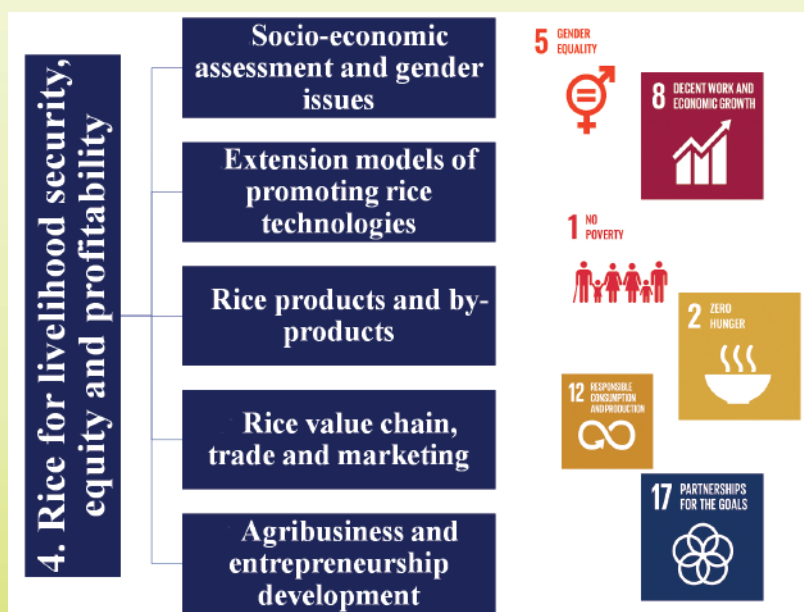 4. Rice for livelihood security,
equity and profitability
Socio-economic
assessment and gender
issues
Extension models of
promoting rice
technologies
Rice products and by-
products
Rice value chain,
trade and marketing
Agribusiness and
entrepreneurship
development
5 GENDER
EQUALITY
8 DECENT WORK AND
ECONOMIC GROWTH
1 NO
POVERTY
2 ZERO
HUNGER
12 RESPONSIBLE
CONSUMPTION
AND PRODUCTION
17 PARTNERSHIPS
FOR THE GOALS